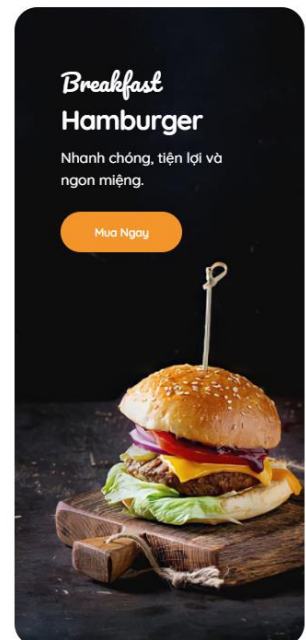 Breakfast
Hamburger
Nhanh chóng, tiện lợi và
ngon miệng.
Mua Ngay